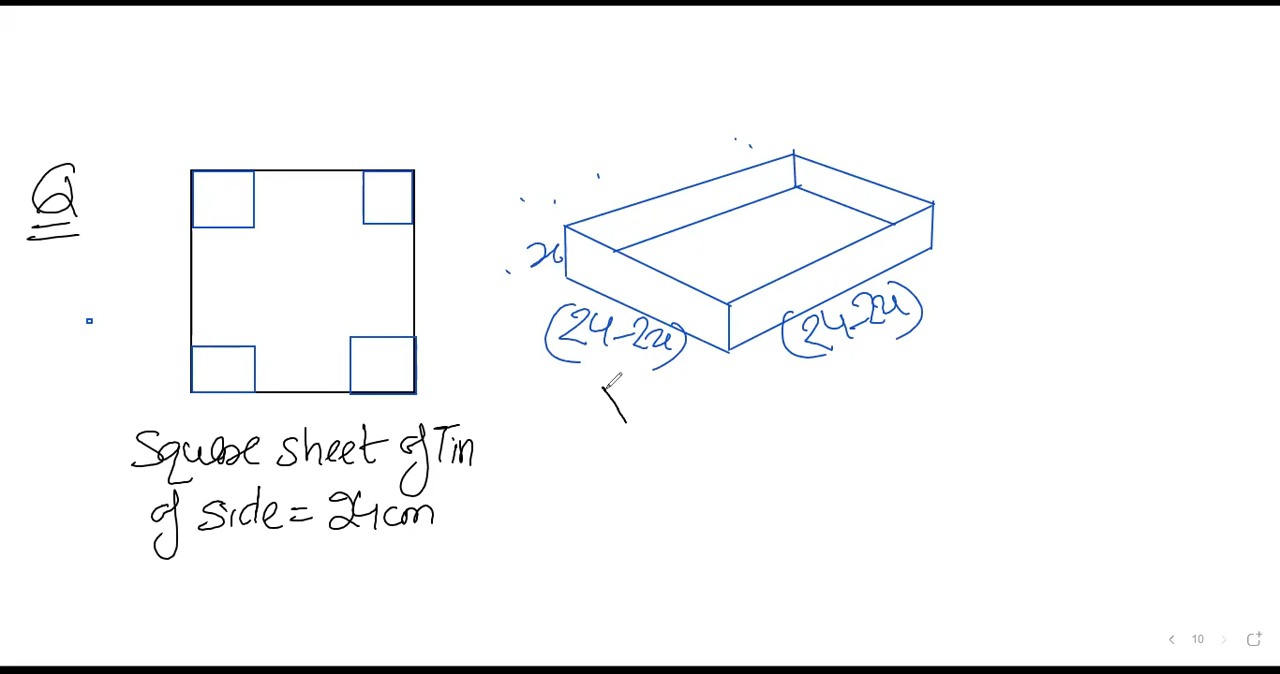 Q
x
(24-2x) (24-2x)
Square sheet of Tin
of side = 24cm
10